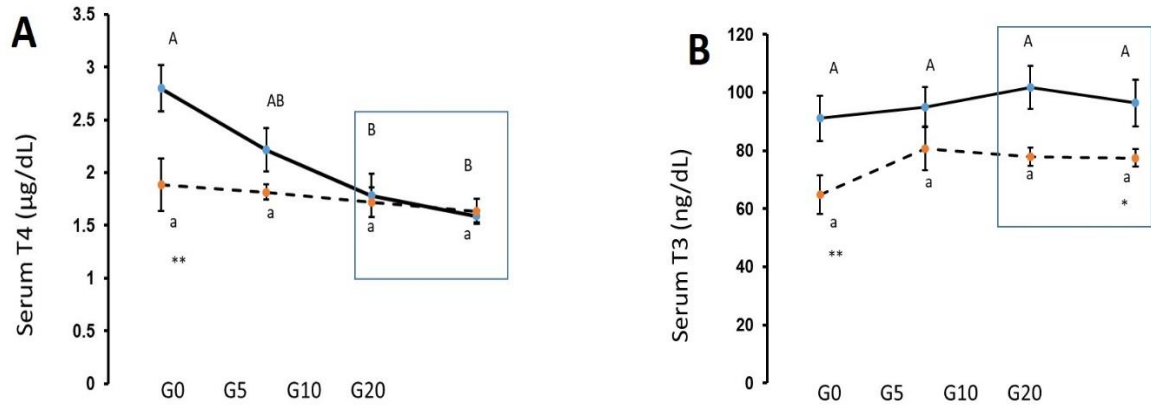 A
Serum T4 (µg/dL)
3.5
3
2.5
2
1.5
1
0.5
0
A
AB
B
B
a
a
a
a
**
G0 G5 G10 G20
B
Serum T3 (ng/dL)
120
100
80
60
40
20
0
A
A
A
A
a
a
a
a
**
*
G0 G5 G10 G20